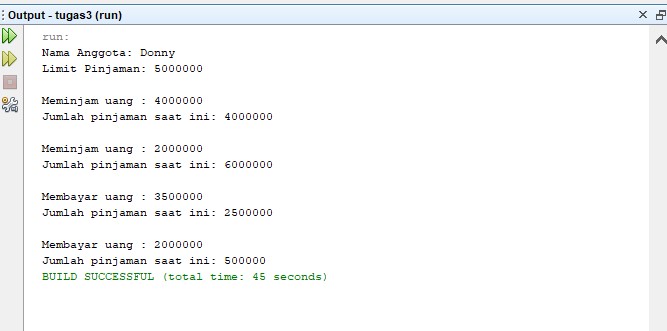 Output - tugas3 (run)
run:
Nama Anggota: Donny
Limit Pinjaman: 5000000
Meminjam uang : 4000000
Jumlah pinjaman saat ini: 4000000
Meminjam uang : 2000000
Jumlah pinjaman saat ini: 6000000
Membayar uang : 3500000
Jumlah pinjaman saat ini: 2500000
Membayar uang : 2000000
Jumlah pinjaman saat ini: 500000
BUILD SUCCESSFUL (total time: 45 seconds)